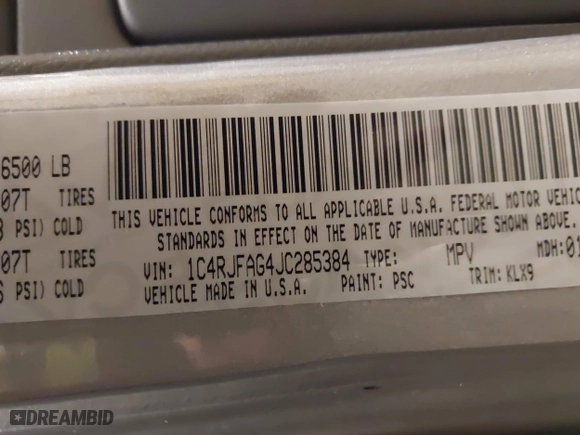 6500 LB
07T TIRES
PSI) COLD
07T TIRES
PSI) COLD
THIS VEHICLE CONFORMS TO ALL APPLICABLE U.S.A. FEDERAL MOTOR VEHIC
STANDARDS IN EFFECT ON THE DATE OF MANUFACTURE SHOWN ABOVE.
VIN: 1C4RJFAG4JC285384 TYPE: MPV MDH: 01
VEHICLE MADE IN U.S.A. PAINT: PSC TRIM: KLX9
DREAMBID